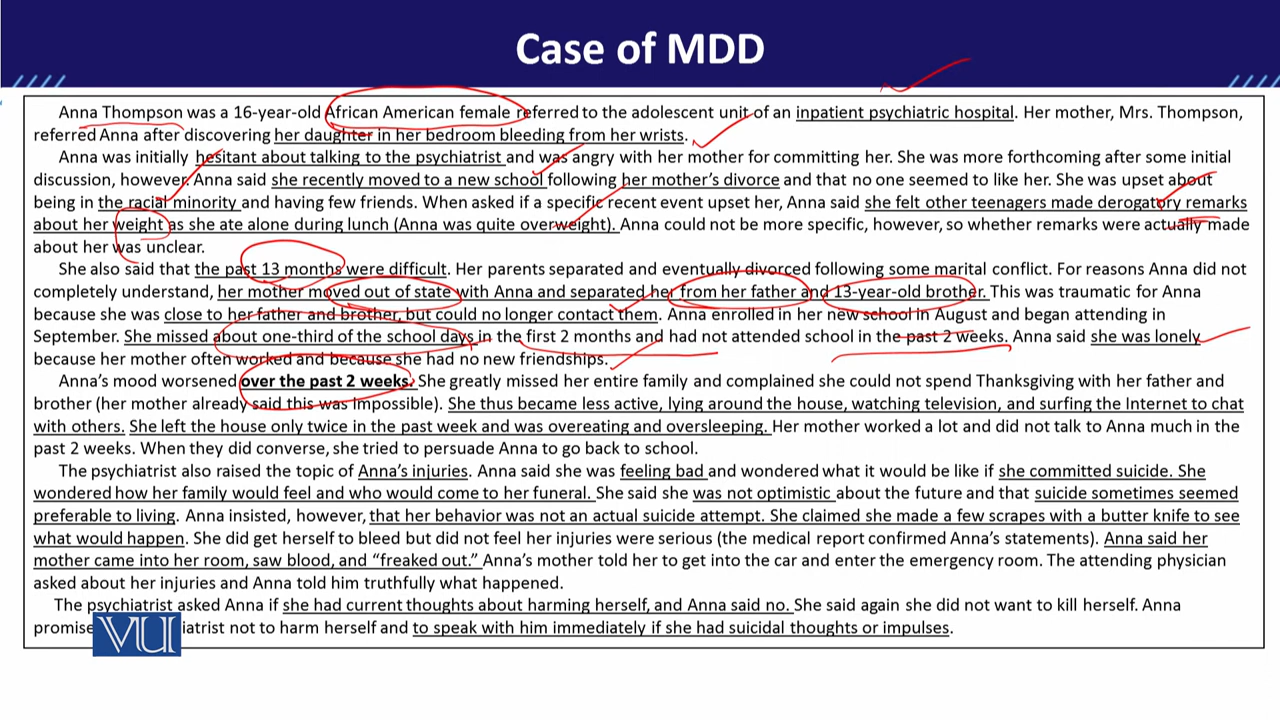 Case of MDD
Anna Thompson was a 16-year-old African American female referred to the adolescent unit of an inpatient psychiatric hospital. Her mother, Mrs. Thompson,
referred Anna after discovering her daughter in her bedroom bleeding from her wrists.
Anna was initially hesitant about talking to the psychiatrist and was angry with her mother for committing her. She was more forthcoming after some initial
discussion, however. Anna said she recently moved to a new school following her mother's divorce and that no one seemed to like her. She was upset about
being in the racial minority and having few friends. When asked if a specific recent event upset her, Anna said she felt other teenagers made derogatory remarks
about her weight as she ate alone during lunch (Anna was quite overweight). Anna could not be more specific, however, so whether remarks were actually made
about her was unclear.
She also said that the past 13 months were difficult. Her parents separated and eventually divorced following some marital conflict. For reasons Anna did not
completely understand, her mother moved out of state with Anna and separated her from her father and 13-year-old brother. This was traumatic for Anna
because she was close to her father and brother, but could no longer contact them. Anna enrolled in her new school in August and began attending in
September. She missed about one-third of the school days in the first 2 months and had not attended school in the past 2 weeks. Anna said she was lonely
because her mother often worked and because she had no new friendships.
Anna's mood worsened over the past 2 weeks. She greatly missed her entire family and complained she could not spend Thanksgiving with her father and
brother (her mother already said this was impossible). She thus became less active, lying around the house, watching television, and surfing the Internet to chat
with others. She left the house only twice in the past week and was overeating and oversleeping. Her mother worked a lot and did not talk to Anna much in the
past 2 weeks. When they did converse, she tried to persuade Anna to go back to school.
The psychiatrist also raised the topic of Anna's injuries. Anna said she was feeling bad and wondered what it would be like if she committed suicide. She
wondered how her family would feel and who would come to her funeral. She said she was not optimistic about the future and that suicide sometimes seemed
preferable to living. Anna insisted, however, that her behavior was not an actual suicide attempt. She claimed she made a few scrapes with a butter knife to see
what would happen. She did get herself to bleed but did not feel her injuries were serious (the medical report confirmed Anna's statements). Anna said her
mother came into her room, saw blood, and “freaked out.” Anna's mother told her to get into the car and enter the emergency room. The attending physician
asked about her injuries and Anna told him truthfully what happened.
The psychiatrist asked Anna if she had current thoughts about harming herself, and Anna said no. She said again she did not want to kill herself. Anna
promise iatrist not to harm herself and to speak with him immediately if she had suicidal thoughts or impulses.
VU